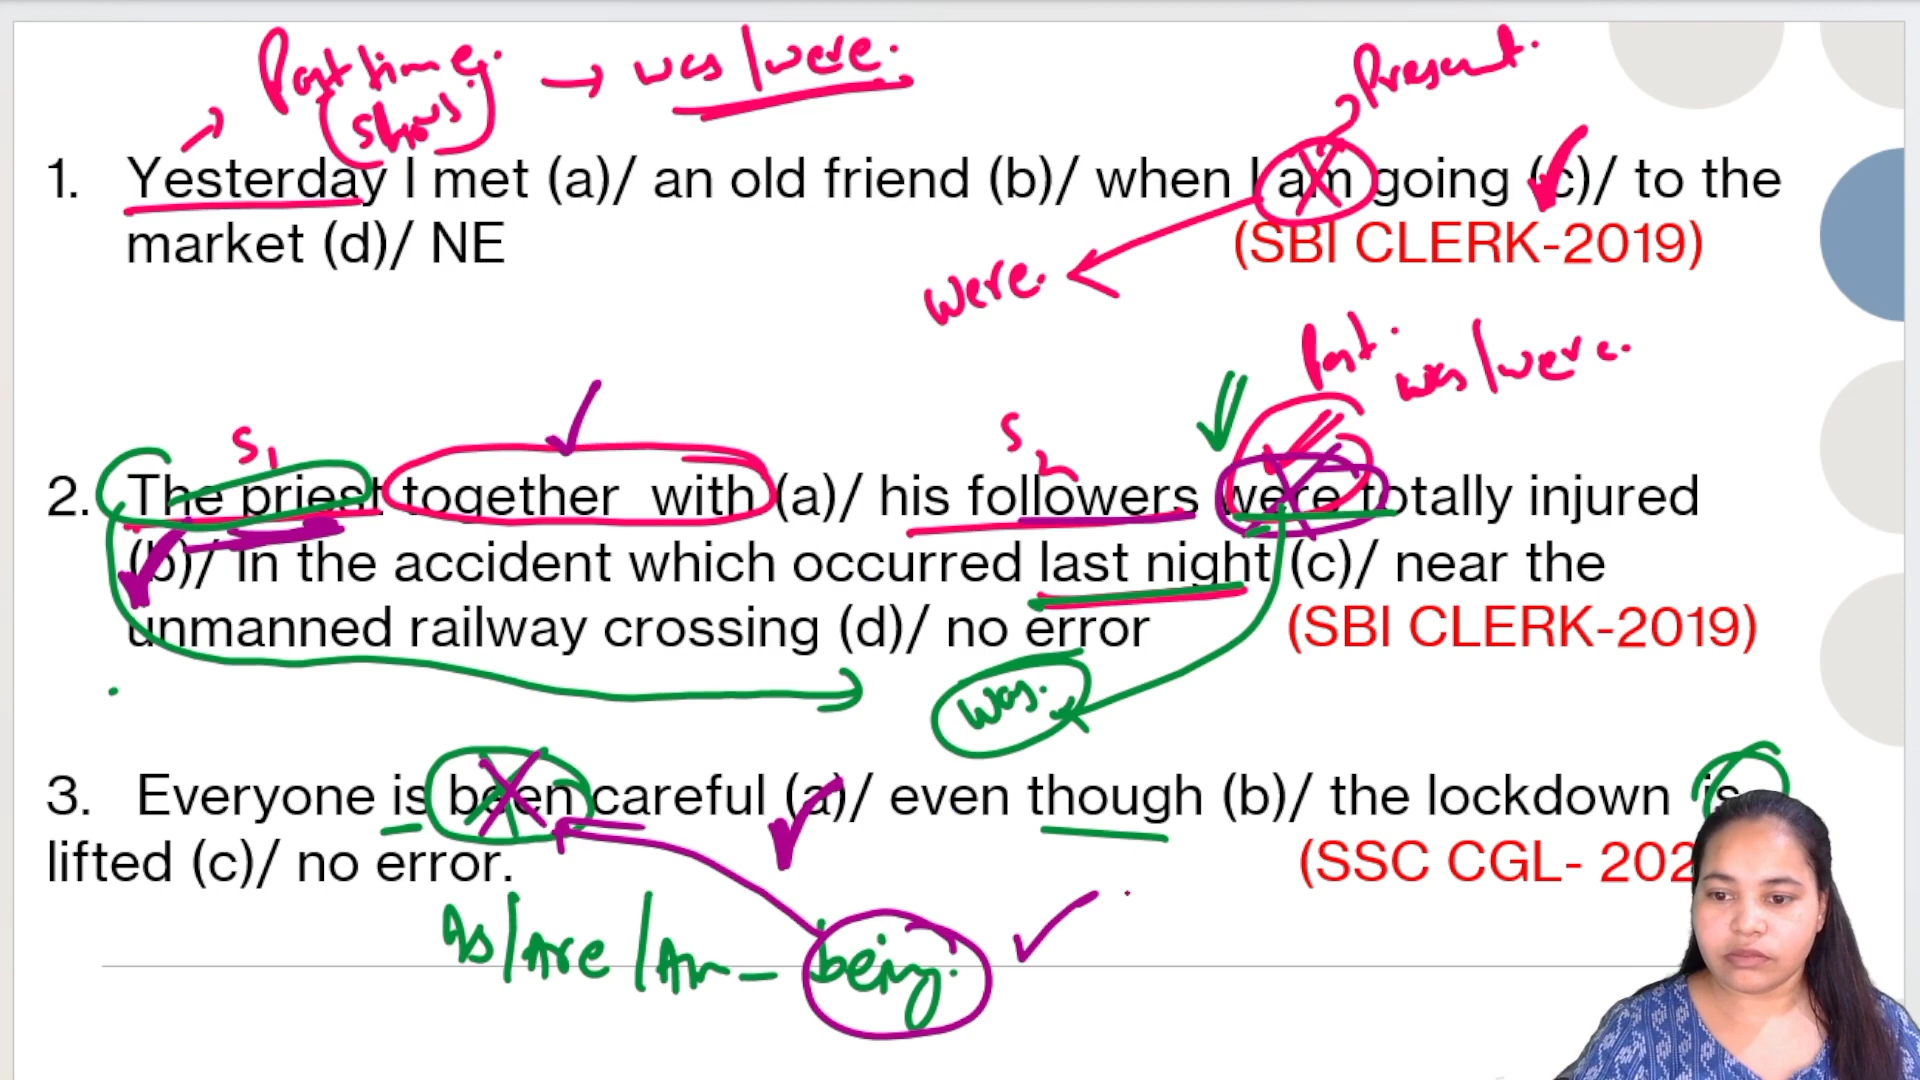 Past time. → was/were.
(shows)
Present.
1. Yesterday I met (a)/ an old friend (b)/ when I am going (c)/ to the
market (d)/ NE (SBI CLERK-2019)
were.
Past.
was/were.
S1 S2
2. The priest together with (a)/ his followers were totally injured
(b)/ in the accident which occurred last night (c)/ near the
unmanned railway crossing (d)/ no error (SBI CLERK-2019)
was.
3. Everyone is been careful (a)/ even though (b)/ the lockdown is
lifted (c)/ no error. (SSC CGL- 202
Is/Are/Am – being.